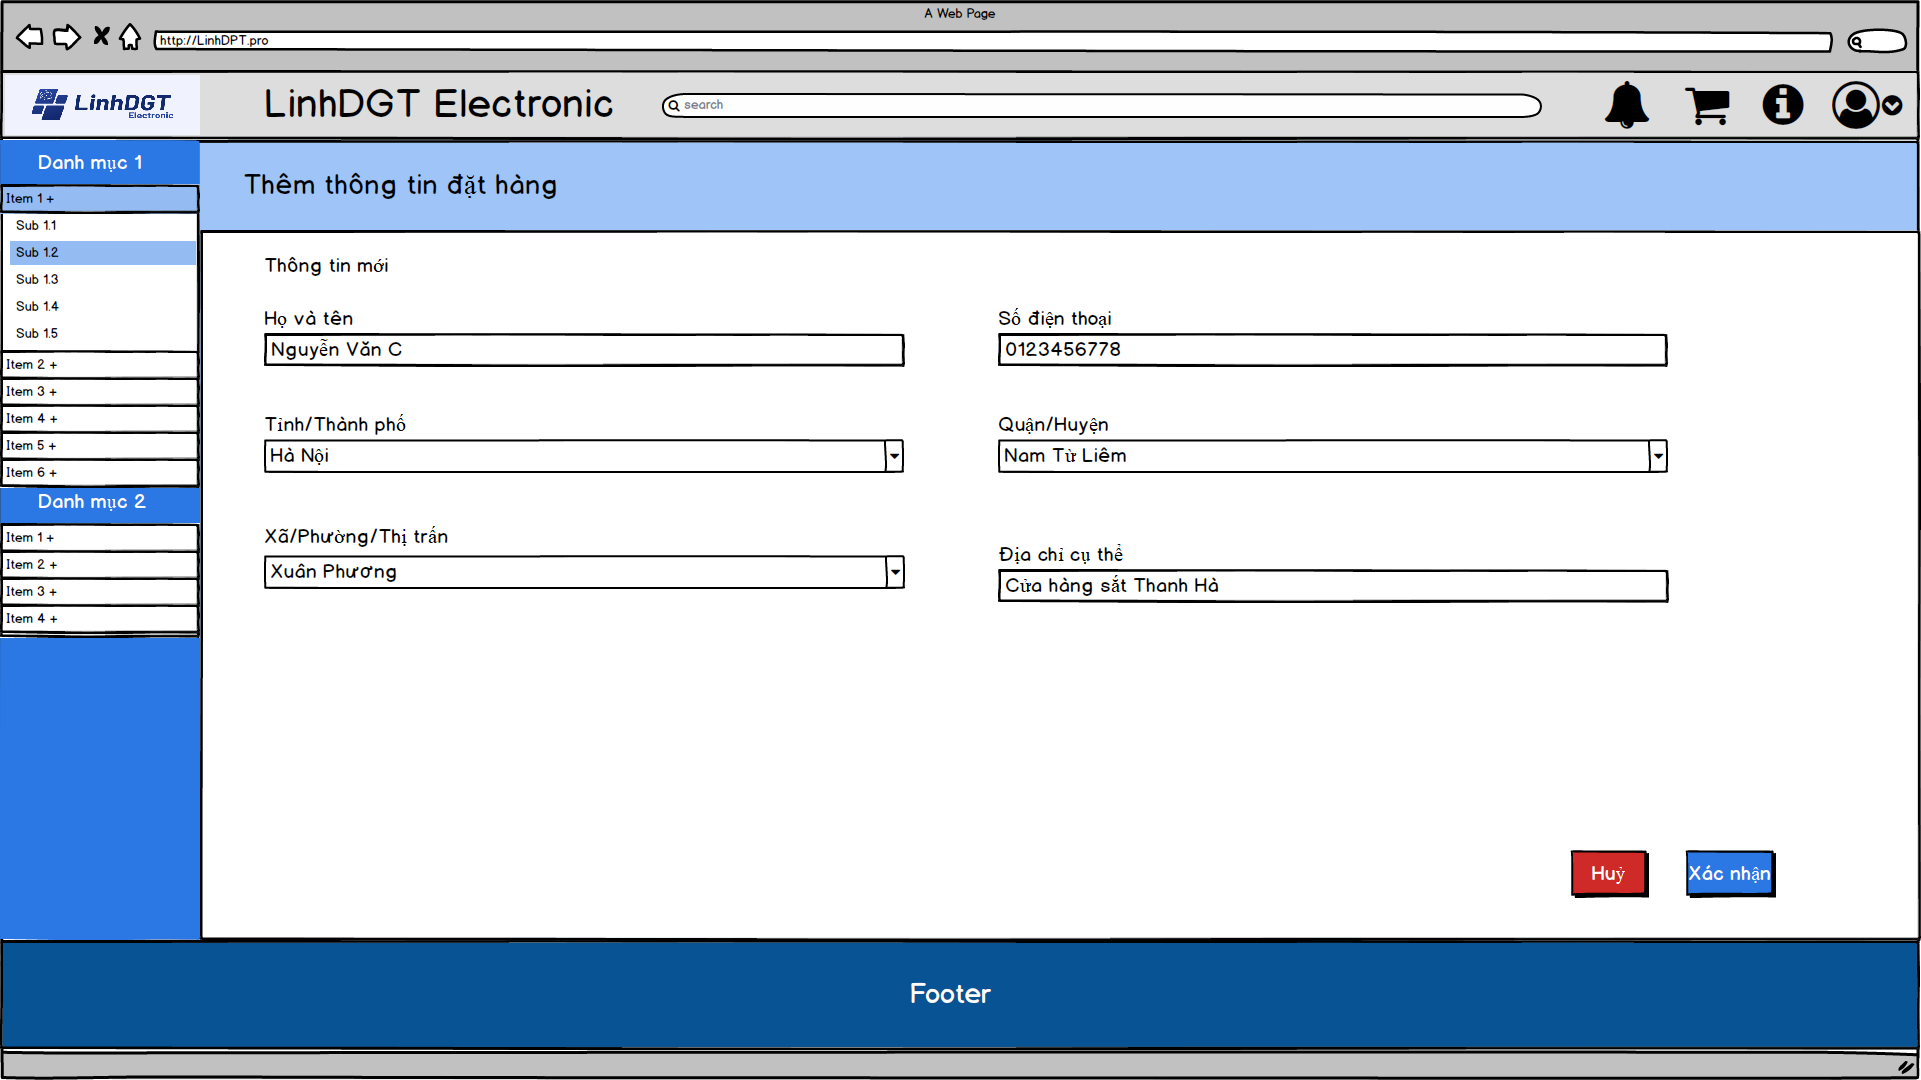 A Web Page
http://LinhDPT.pro
LinhDGT
Electronic
LinhDGT Electronic
search
Danh mục 1
Item 1 +
Sub 1.1
Sub 1.2
Sub 1.3
Sub 1.4
Sub 1.5
Item 2 +
Item 3 +
Item 4 +
Item 5 +
Item 6 +
Danh mục 2
Item 1 +
Item 2 +
Item 3 +
Item 4 +
Thêm thông tin đặt hàng
Thông tin mới
Họ và tên
Nguyễn Văn C
Số điện thoại
0123456778
Tỉnh/Thành phố
Hà Nội
Quận/Huyện
Nam Từ Liêm
Xã/Phường/Thị trấn
Xuân Phương
Địa chỉ cụ thể
Cửa hàng sắt Thanh Hà
Huỷ
Xác nhận
Footer